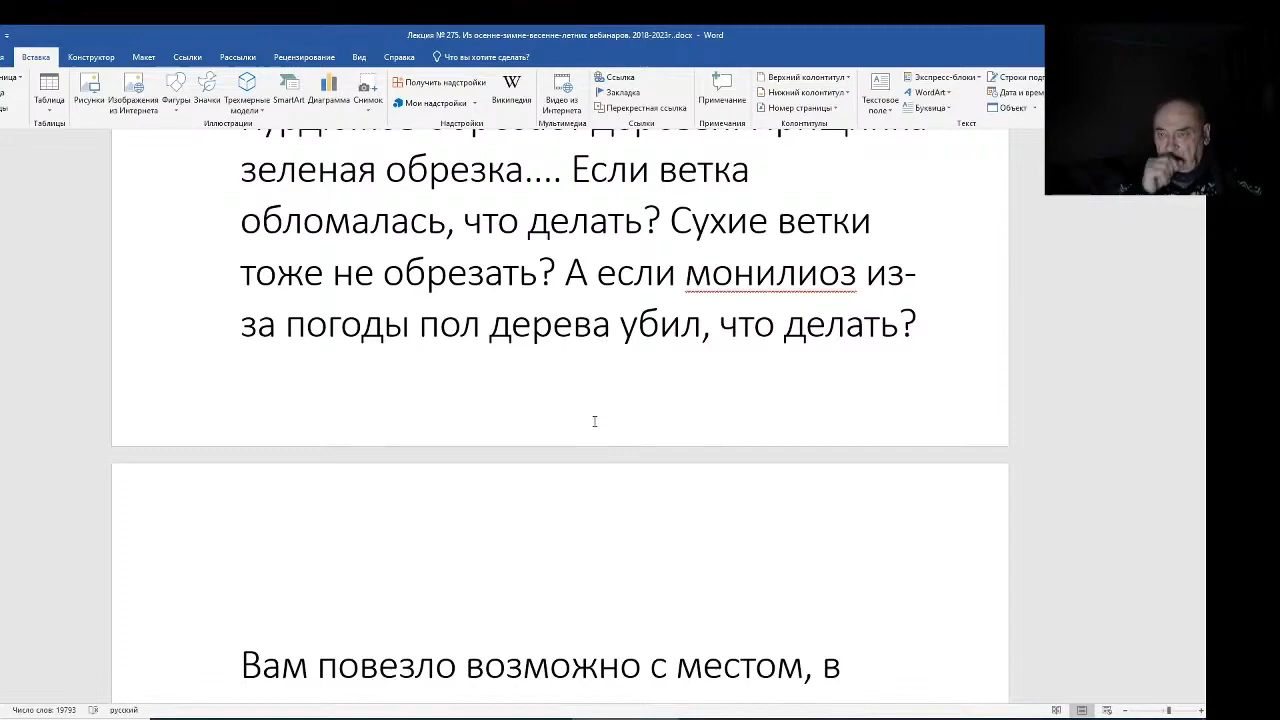 Лекция № 275. Из осенне-зимне-весенне-летних вебинаров. 2018-2023г..docx - Word
Вставка Конструктор Макет Ссылки Рассылки Рецензирование Вид Справка Что вы хотите сделать?
Таблица
Рисунки
Изображения из Интернета
Фигуры
Значки
Трехмерные модели
SmartArt
Диаграмма
Снимок
Получить надстройки
Мои надстройки
Википедия
Видео из Интернета
Ссылка
Закладка
Перекрестная ссылка
Примечание
Верхний колонтитул
Нижний колонтитул
Номер страницы
Текстовое поле
Экспресс-блоки
WordArt
Буквица
Дата и время
Объект
Таблицы Иллюстрации Надстройки Мультимедиа Ссылки Примечания Колонтитулы Текст
зеленая обрезка.... Если ветка
обломалась, что делать? Сухие ветки
тоже не обрезать? А если монилиоз из-
за погоды пол дерева убил, что делать?
Вам повезло возможно с местом, в
Число слов: 19793 русский